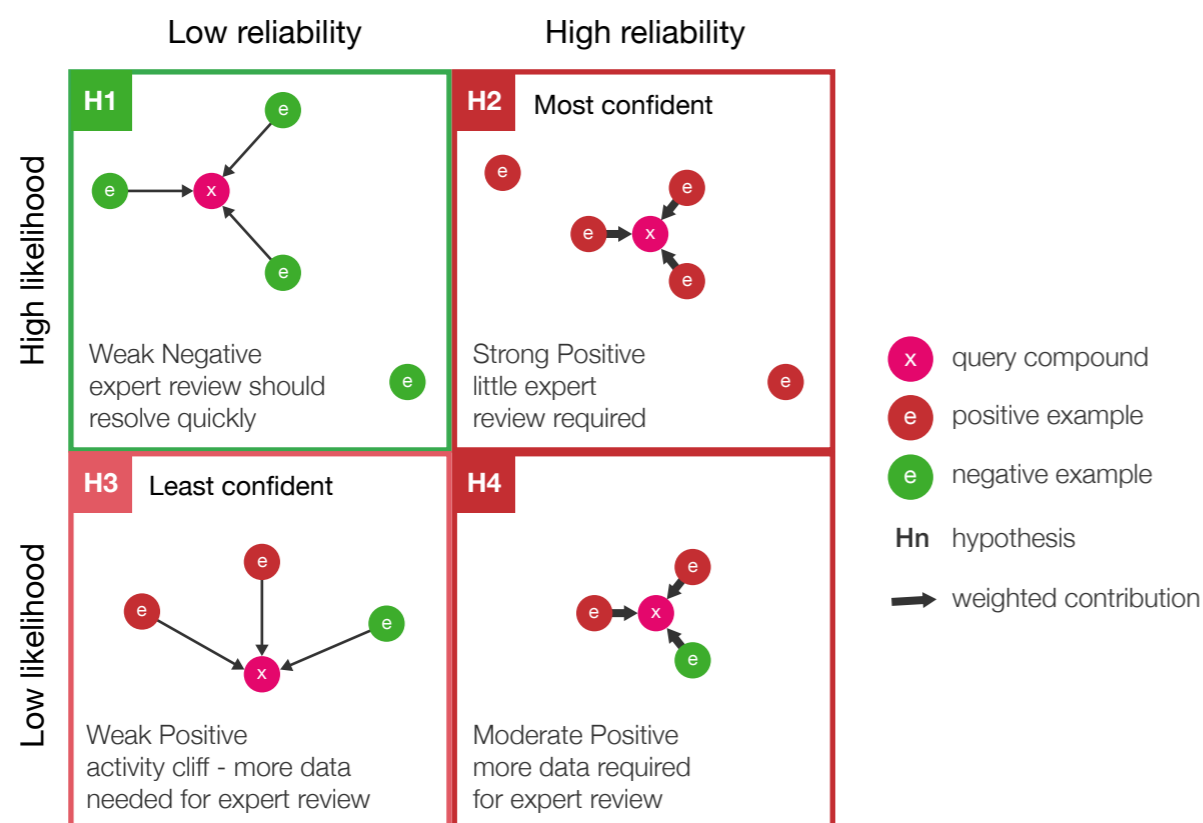 Low reliability
High reliability
High likelihood
H1
e
e
x
e
Weak Negative
expert review should
resolve quickly
e
H2
Most confident
e
e
e
x
e
Strong Positive
little expert
review required
e
Low likelihood
H3
Least confident
e
e
e
x
Weak Positive
activity cliff - more data
needed for expert review
H4
e
e
x
e
Moderate Positive
more data required
for expert review
x query compound
e positive example
e negative example
Hn hypothesis
weighted contribution